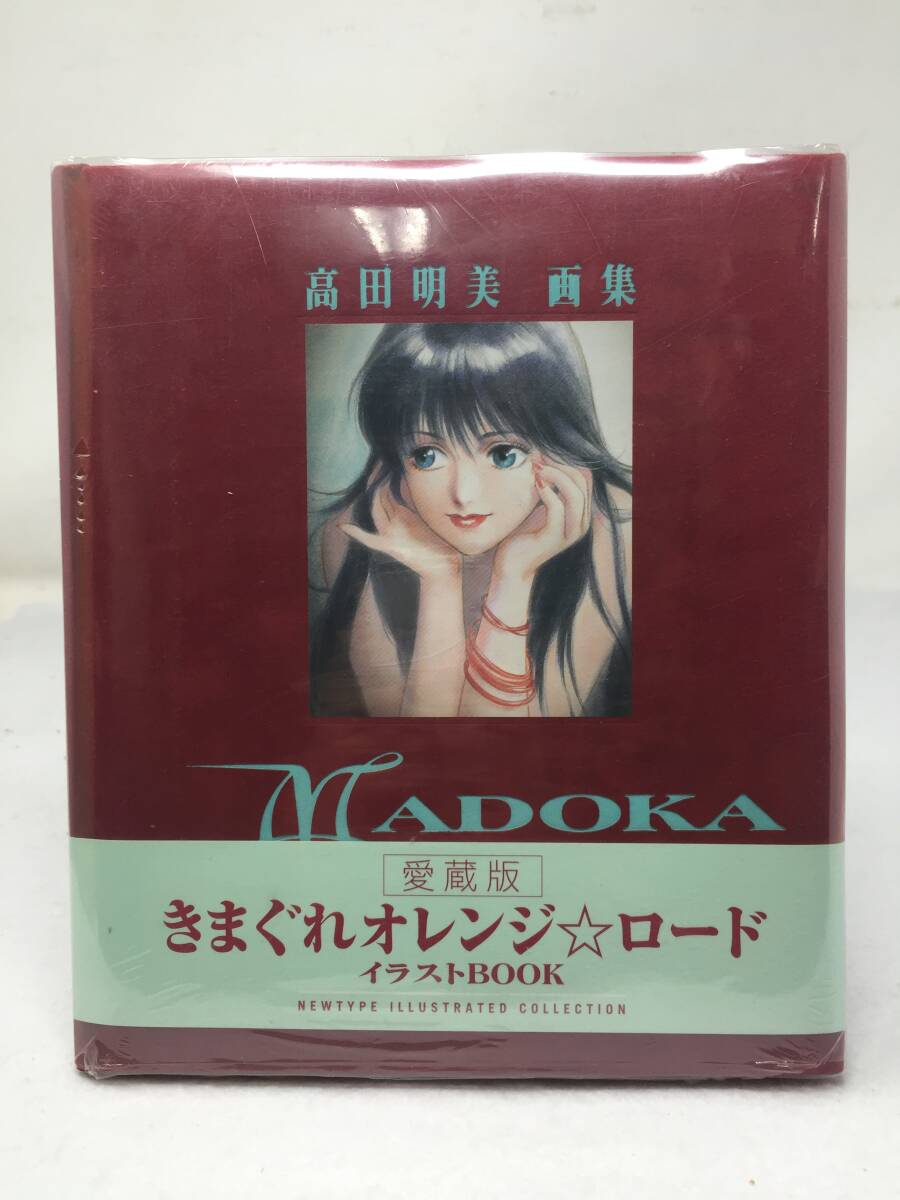 高田明美 画集
MADOKA
愛蔵版
きまぐれオレンジ☆ロード
イラストBOOK
NEWTYPE ILLUSTRATED COLLECTION